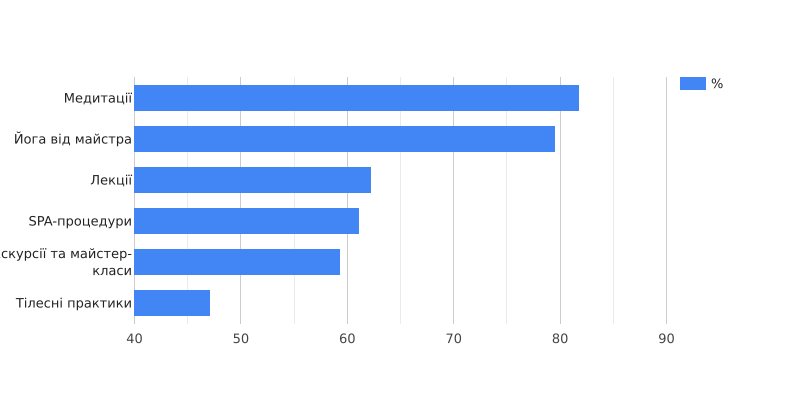 Медитації
%
Йога від майстра
Лекції
SPA-процедури
скурсії та майстер-
класи
Тілесні практики
40 50 60 70 80 90